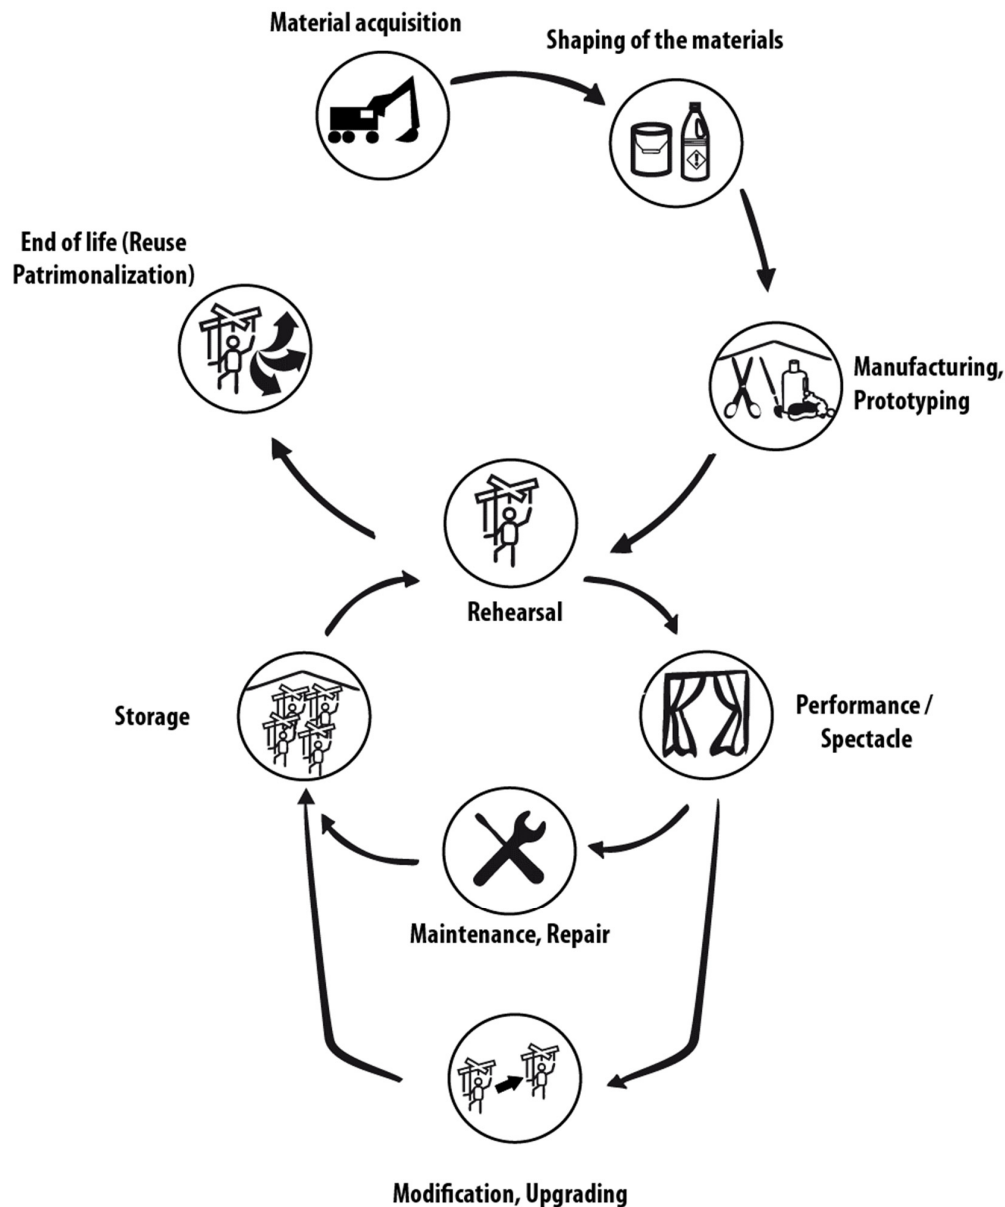 Material acquisition
Shaping of the materials
End of life (Reuse
Patrimonalization)
Manufacturing,
Prototyping
Rehearsal
Storage
Performance /
Spectacle
Maintenance, Repair
Modification, Upgrading